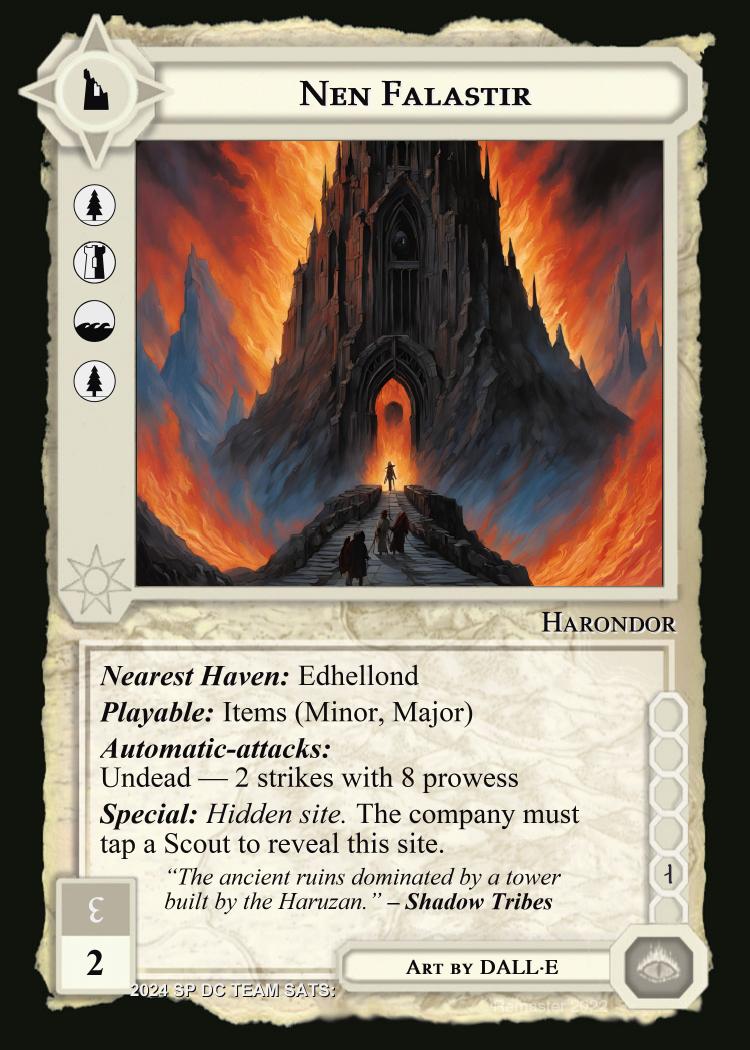 Nen Falastir
Harondor
Nearest Haven: Edhellond
Playable: Items (Minor, Major)
Automatic-attacks:
Undead — 2 strikes with 8 prowess
Special: Hidden site. The company must
tap a Scout to reveal this site.
“The ancient ruins dominated by a tower
built by the Haruzan.” – Shadow Tribes
2
Art by DALL·E
2024 SP DC TEAM SATS:
Remaster 2022